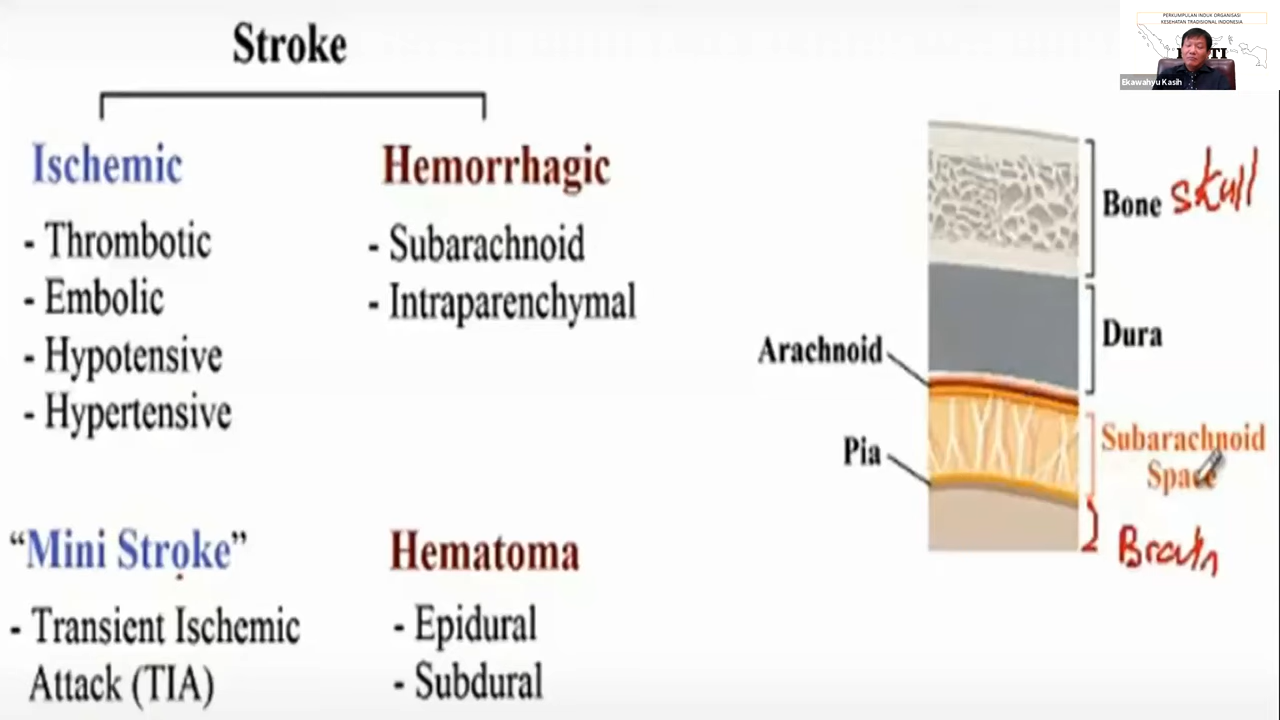 Stroke
Ischemic
- Thrombotic
- Embolic
- Hypotensive
- Hypertensive
Hemorrhagic
- Subarachnoid
- Intraparenchymal
"Mini Stroke"
- Transient Ischemic
Attack (TIA)
Hematoma
- Epidural
- Subdural
Bone skull
Dura
Arachnoid
Subarachnoid
Space
Pia
Brain
PERKUMPULAN INDUK ORGANISASI
KESEHATAN TRADISIONAL INDONESIA
Ekawahyu Kasih